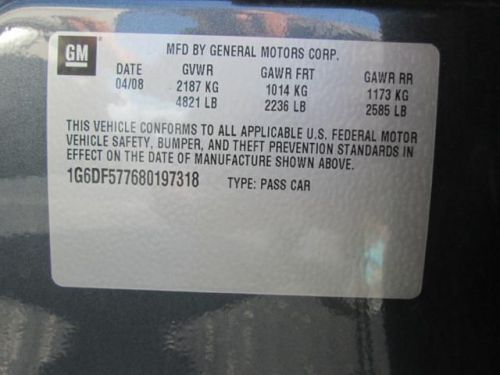 GM
MFD BY GENERAL MOTORS CORP.
DATE GVWR GAWR FRT GAWR RR
04/08 2187 KG 1014 KG 1173 KG
4821 LB 2236 LB 2585 LB
THIS VEHICLE CONFORMS TO ALL APPLICABLE U.S. FEDERAL MOTOR
VEHICLE SAFETY, BUMPER, AND THEFT PREVENTION STANDARDS IN
EFFECT ON THE DATE OF MANUFACTURE SHOWN ABOVE.
1G6DF577680197318 TYPE: PASS CAR